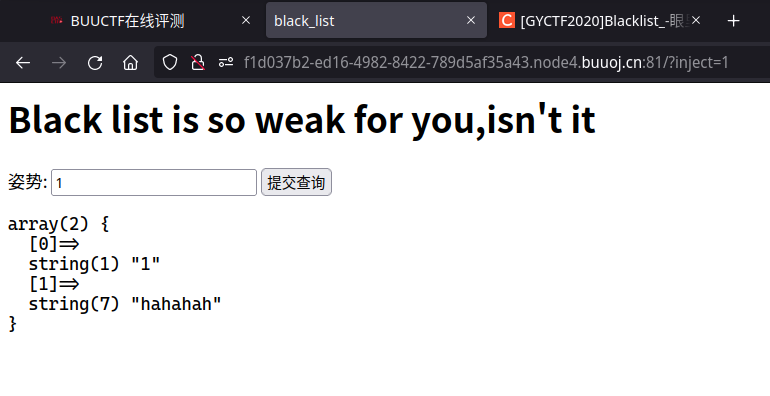 BUUCTF在线评测
black_list
[GYCTF2020]Blacklist_-眼
f1d037b2-ed16-4982-8422-789d5af35a43.node4.buuoj.cn:81/?inject=1
Black list is so weak for you,isn't it
姿势: 1 提交查询
array(2) {
[0]=>
string(1) "1"
[1]=>
string(7) "hahahah"
}